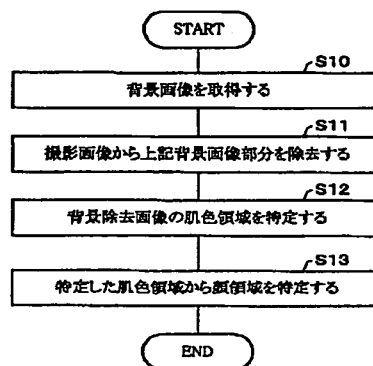 START
S10
背景画像を取得する
S11
撮影画像から上記背景画像部分を除去する
S12
背景除去画像の肌色領域を特定する
S13
特定した肌色領域から顔領域を特定する
END